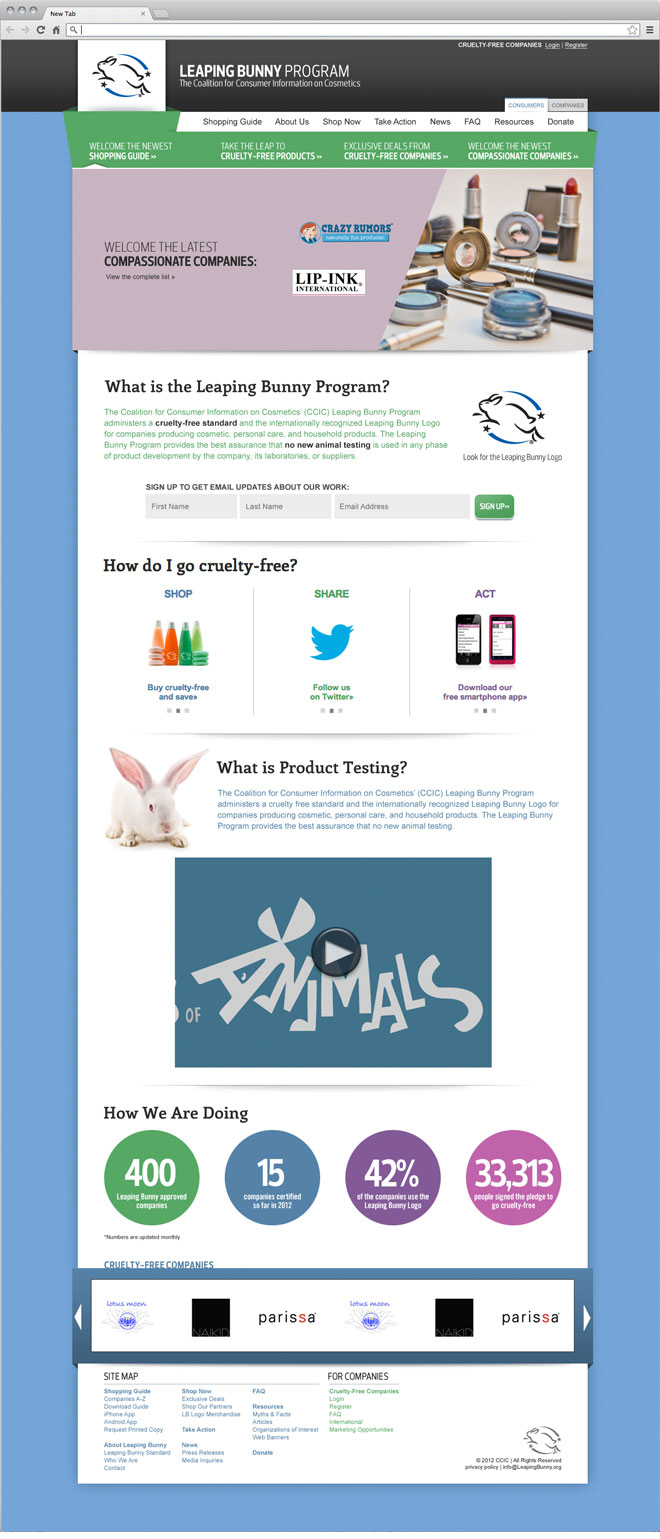 New Tab
CRUELTY-FREE COMPANIES Login | Register
LEAPING BUNNY PROGRAM
The Coalition for Consumer Information on Cosmetics
CONSUMERS COMPANIES
Shopping Guide About Us Shop Now Take Action News FAQ Resources Donate
WELCOME THE NEWEST
SHOPPING GUIDE »
TAKE THE LEAP TO
CRUELTY-FREE PRODUCTS »
EXCLUSIVE DEALS FROM
CRUELTY-FREE COMPANIES »
WELCOME THE NEWEST
COMPASSIONATE COMPANIES »
WELCOME THE LATEST
COMPASSIONATE COMPANIES:
View the complete list »
CRAZY RUMORS
naturally fun products!
LIP-INK®
INTERNATIONAL
What is the Leaping Bunny Program?
The Coalition for Consumer Information on Cosmetics' (CCIC) Leaping Bunny Program
administers a cruelty-free standard and the internationally recognized Leaping Bunny Logo
for companies producing cosmetic, personal care, and household products. The Leaping
Bunny Program provides the best assurance that no new animal testing is used in any phase
of product development by the company, its laboratories, or suppliers.
Look for the Leaping Bunny Logo
SIGN UP TO GET EMAIL UPDATES ABOUT OUR WORK:
First Name Last Name Email Address SIGN UP»
How do I go cruelty-free?
SHOP
Buy cruelty-free
and save»
SHARE
Follow us
on Twitter»
ACT
Download our
free smartphone app»
What is Product Testing?
The Coalition for Consumer Information on Cosmetics' (CCIC) Leaping Bunny Program
administers a cruelty free standard and the internationally recognized Leaping Bunny Logo for
companies producing cosmetic, personal care, and household products. The Leaping Bunny
Program provides the best assurance that no new animal testing.
S OF ANIMALS
How We Are Doing
400
Leaping Bunny approved
companies
15
companies certified
so far in 2012
42%
of the companies use the
Leaping Bunny Logo
33,313
people signed the pledge to
go cruelty-free
*Numbers are updated monthly
CRUELTY-FREE COMPANIES
lotus moon NAIKID parissa lotus moon NAIKID parissa
SITE MAP
Shopping Guide
Companies A-Z
Download Guide
iPhone App
Android App
Request Printed Copy
About Leaping Bunny
Leaping Bunny Standard
Who We Are
Contact
Shop Now
Exclusive Deals
Shop Our Partners
LB Logo Merchandise
Take Action
News
Press Releases
Media Inquiries
FAQ
Resources
Myths & Facts
Articles
Organizations of Interest
Web Banners
Donate
FOR COMPANIES
Cruelty-Free Companies
Login
Register
FAQ
International
Marketing Opportunities
© 2012 CCIC | All Rights Reserved
privacy policy | info@LeapingBunny.org